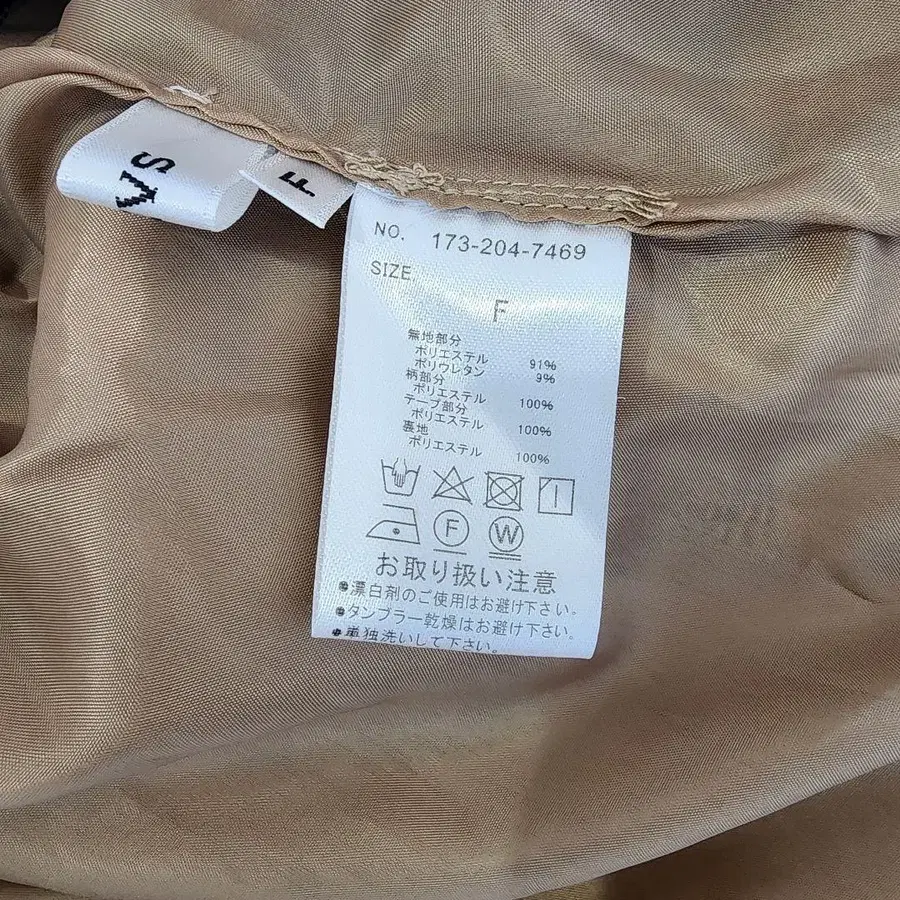 VS
F
NO. 173-204-7469
SIZE.
F
無地部分
ポリエステル 91%
ポリウレタン 9%
柄部分
ポリエステル 100%
テープ部分
ポリエステル 100%
裏地
ポリエステル 100%
F W
お取り扱い注意
●漂白剤のご使用はお避け下さい。
●タンブラー乾燥はお避け下さい。
●単独洗いして下さい。